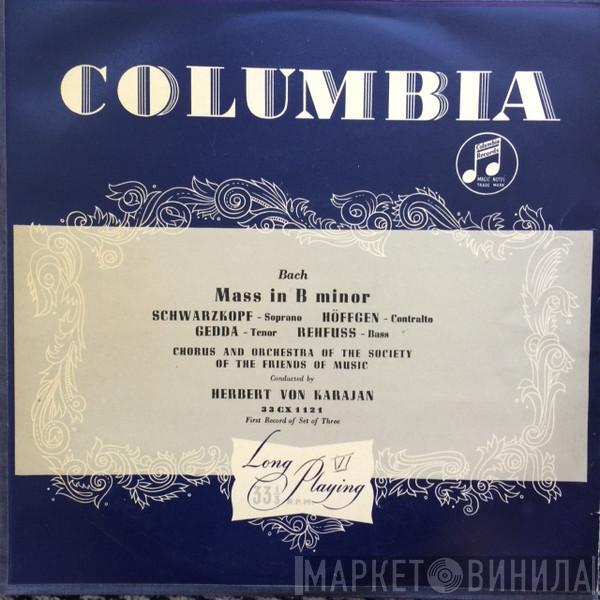 COLUMBIA
Columbia
Records
MAGIC NOTES
TRADE MARK
Bach
Mass in B minor
SCHWARZKOPF - Soprano HÖFFGEN - Contralto
GEDDA - Tenor REHFUSS - Bass
CHORUS AND ORCHESTRA OF THE SOCIETY
OF THE FRIENDS OF MUSIC
Conducted by
HERBERT VON KARAJAN
33CX1121
First Record of Set of Three
Long VI
33⅓ Playing
R.P.M.
МАРКЕТ ВИНИЛА